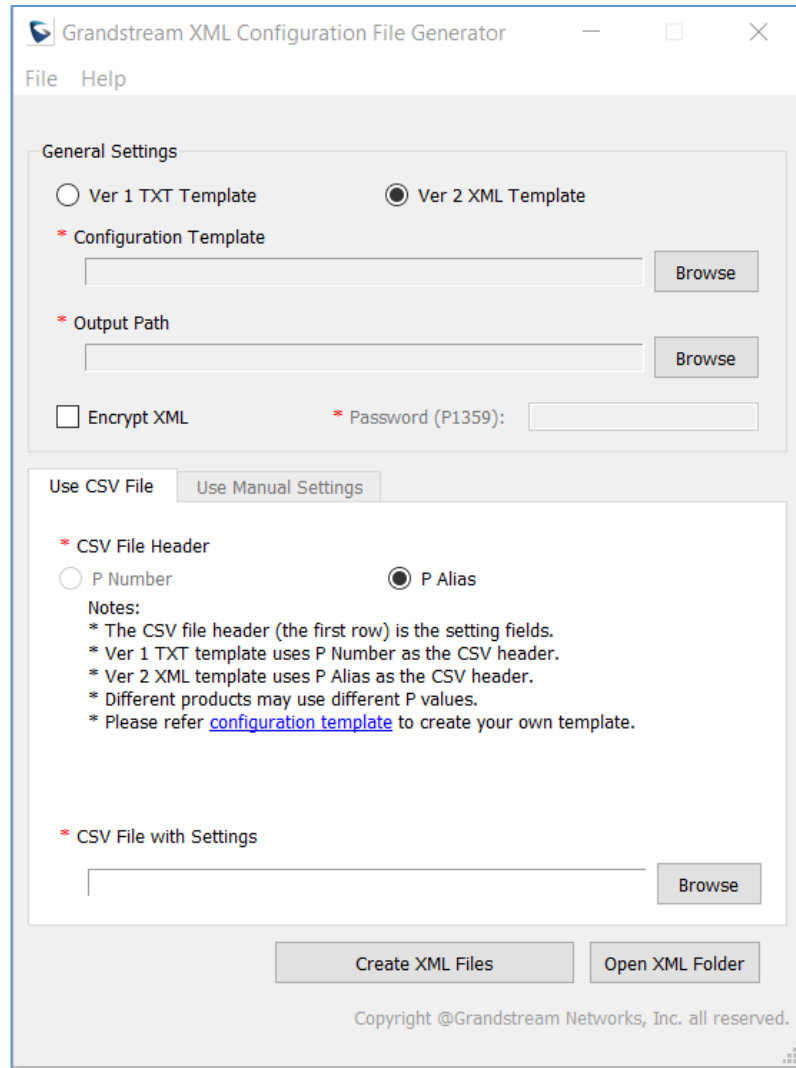 Grandstream XML Configuration File Generator
File Help
General Settings
Ver 1 TXT Template Ver 2 XML Template
* Configuration Template
Browse
* Output Path
Browse
Encrypt XML * Password (P1359):
Use CSV File Use Manual Settings
* CSV File Header
P Number P Alias
Notes:
* The CSV file header (the first row) is the setting fields.
* Ver 1 TXT template uses P Number as the CSV header.
* Ver 2 XML template uses P Alias as the CSV header.
* Different products may use different P values.
* Please refer configuration template to create your own template.
* CSV File with Settings
Browse
Create XML Files Open XML Folder
Copyright @Grandstream Networks, Inc. all reserved.